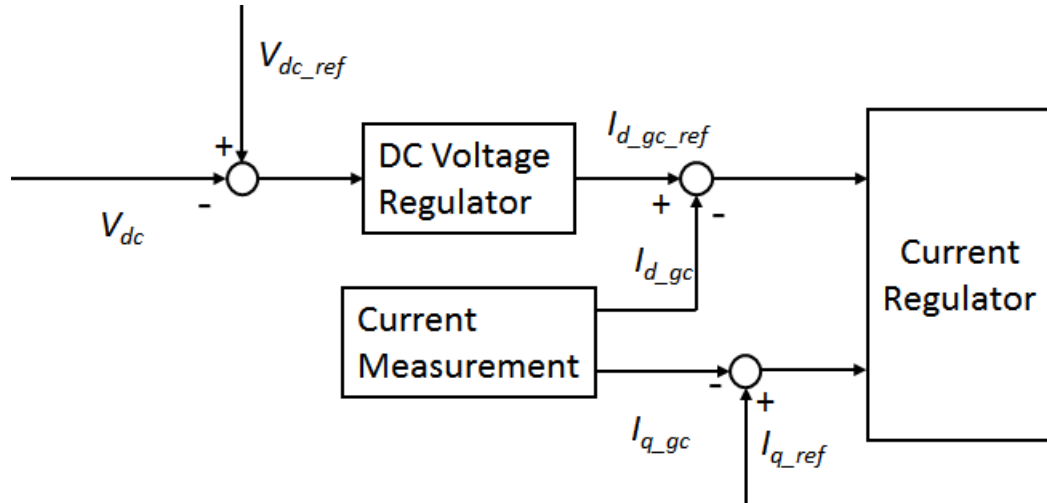 V_dc_ref
+
-
V_dc
DC Voltage
Regulator
I_d_gc_ref
+
-
I_d_gc
Current
Measurement
-
+
I_q_gc
I_q_ref
Current
Regulator